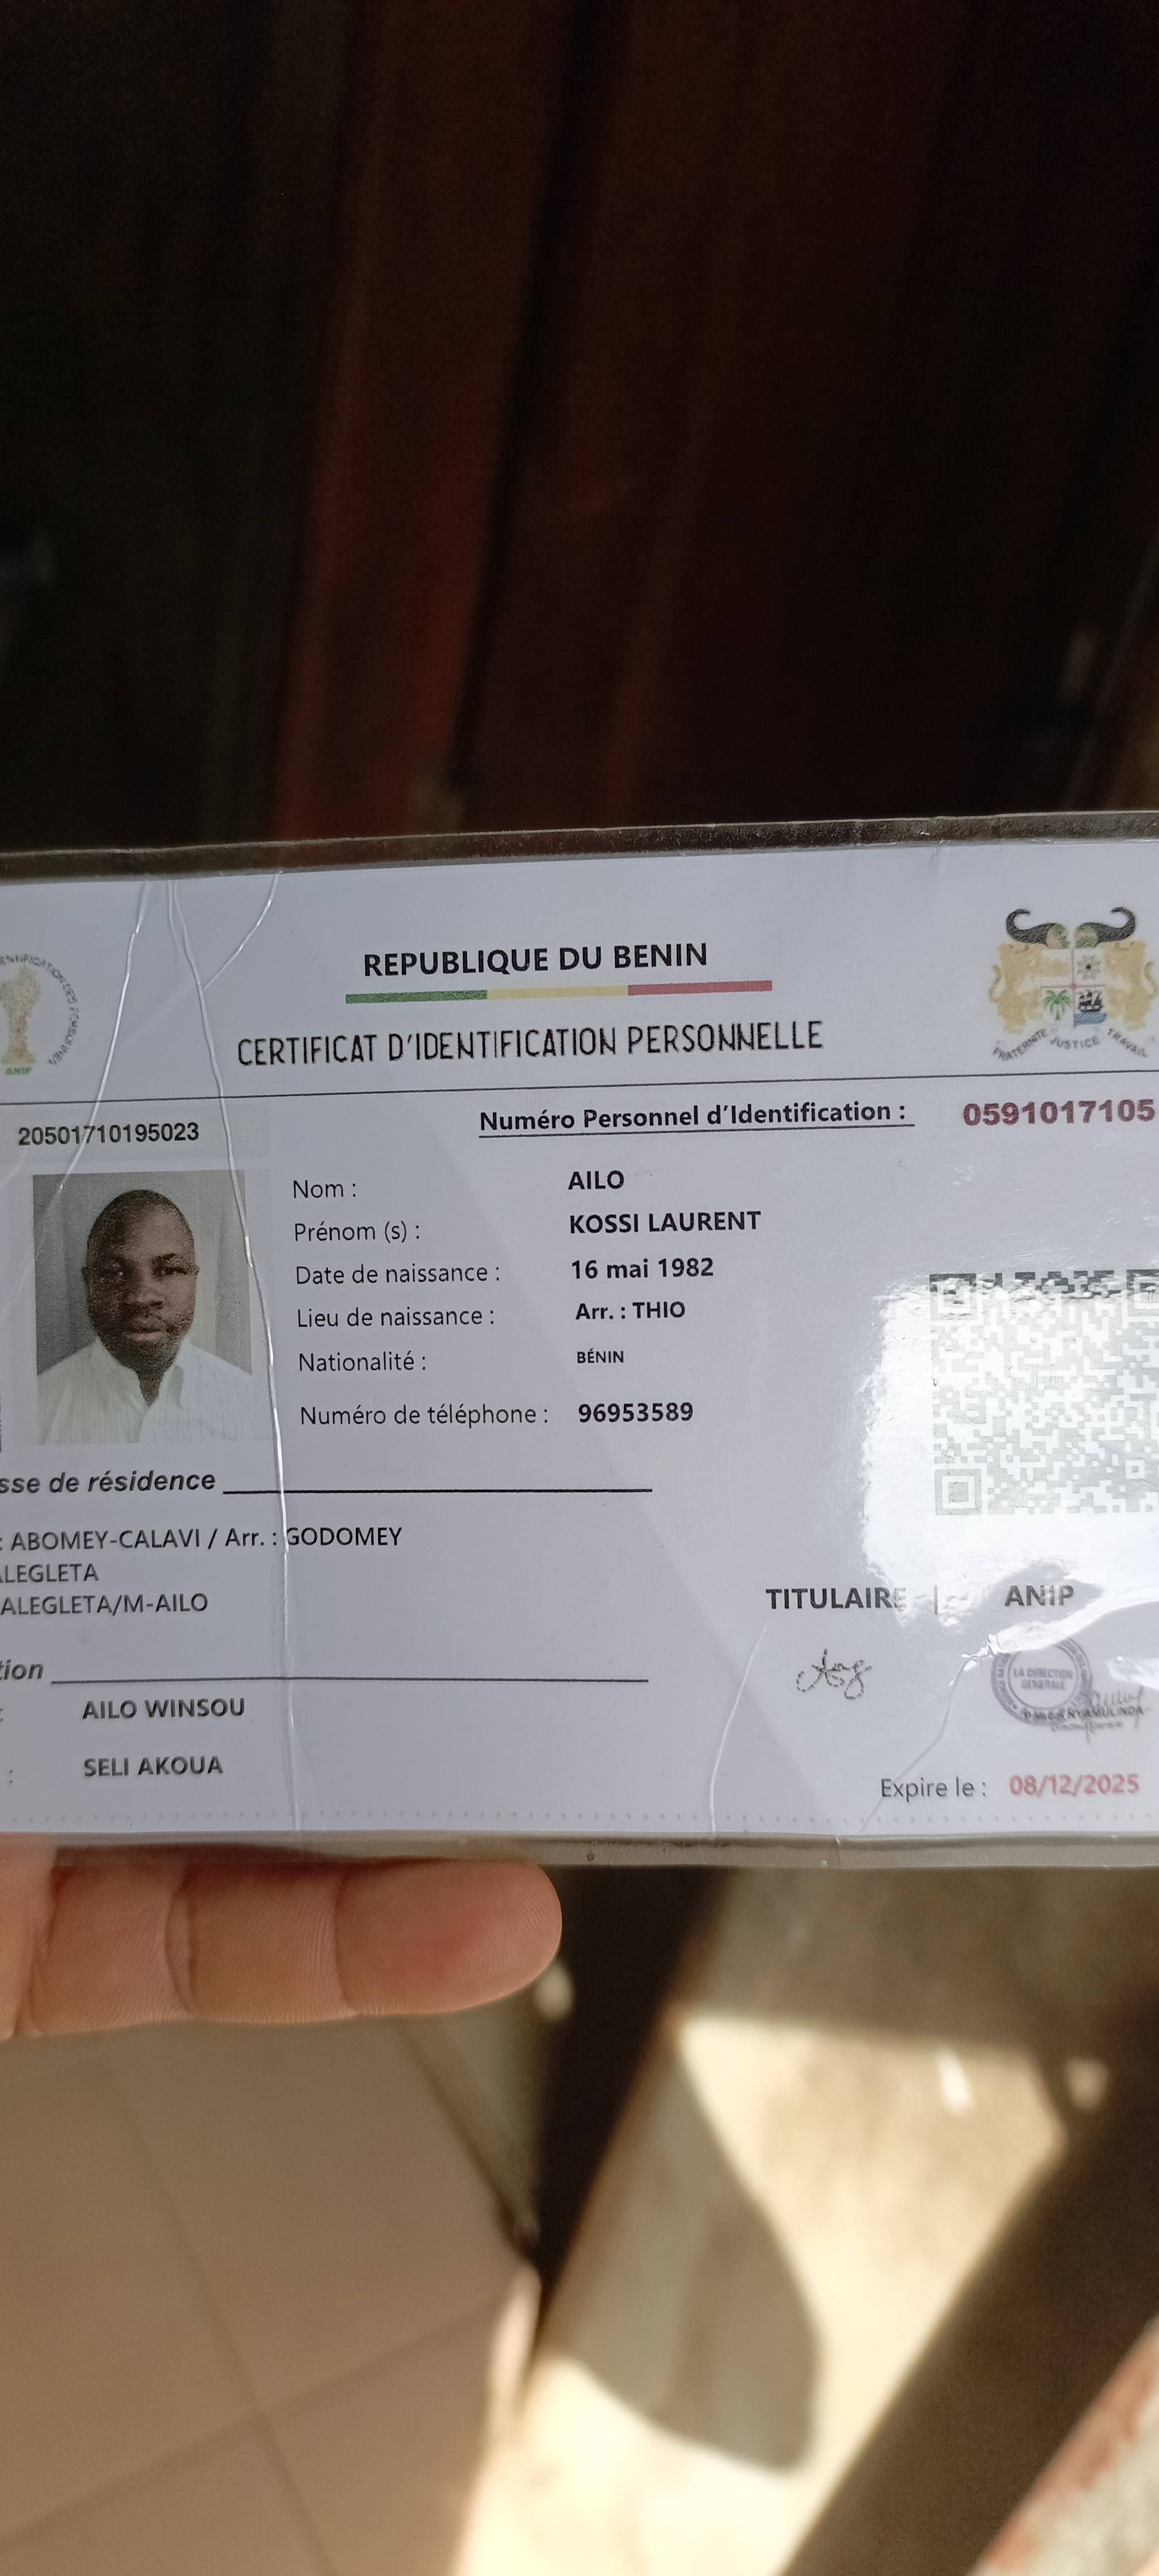 REPUBLIQUE DU BENIN
CERTIFICAT D'IDENTIFICATION PERSONNELLE
ANIP
FRATERNITE JUSTICE TRAVAIL
20501710195023
Numéro Personnel d'Identification : 0591017105
Nom : AILO
Prénom (s) : KOSSI LAURENT
Date de naissance : 16 mai 1982
Lieu de naissance : Arr. : THIO
Nationalité : BÉNIN
Numéro de téléphone : 96953589
sse de résidence
: ABOMEY-CALAVI / Arr. : GODOMEY
LEGLETA
ALEGLETA/M-AILO
tion
: AILO WINSOU
: SELI AKOUA
TITULAIRE | ANIP
LA DIRECTION
GENERALE
Expire le : 08/12/2025